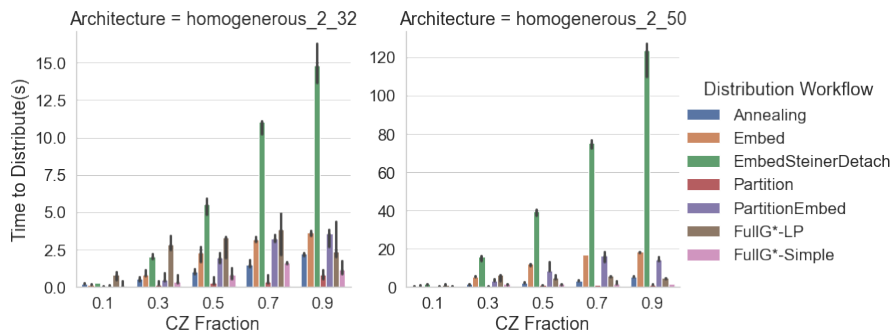 Architecture = homogenerous_2_32
Architecture = homogenerous_2_50
Time to Distribute(s)
15.0
12.5
10.0
7.5
5.0
2.5
0.0
0.1 0.3 0.5 0.7 0.9
CZ Fraction
120
100
80
60
40
20
0
0.1 0.3 0.5 0.7 0.9
CZ Fraction
Distribution Workflow
Annealing
Embed
EmbedSteinerDetach
Partition
PartitionEmbed
FullG*-LP
FullG*-Simple